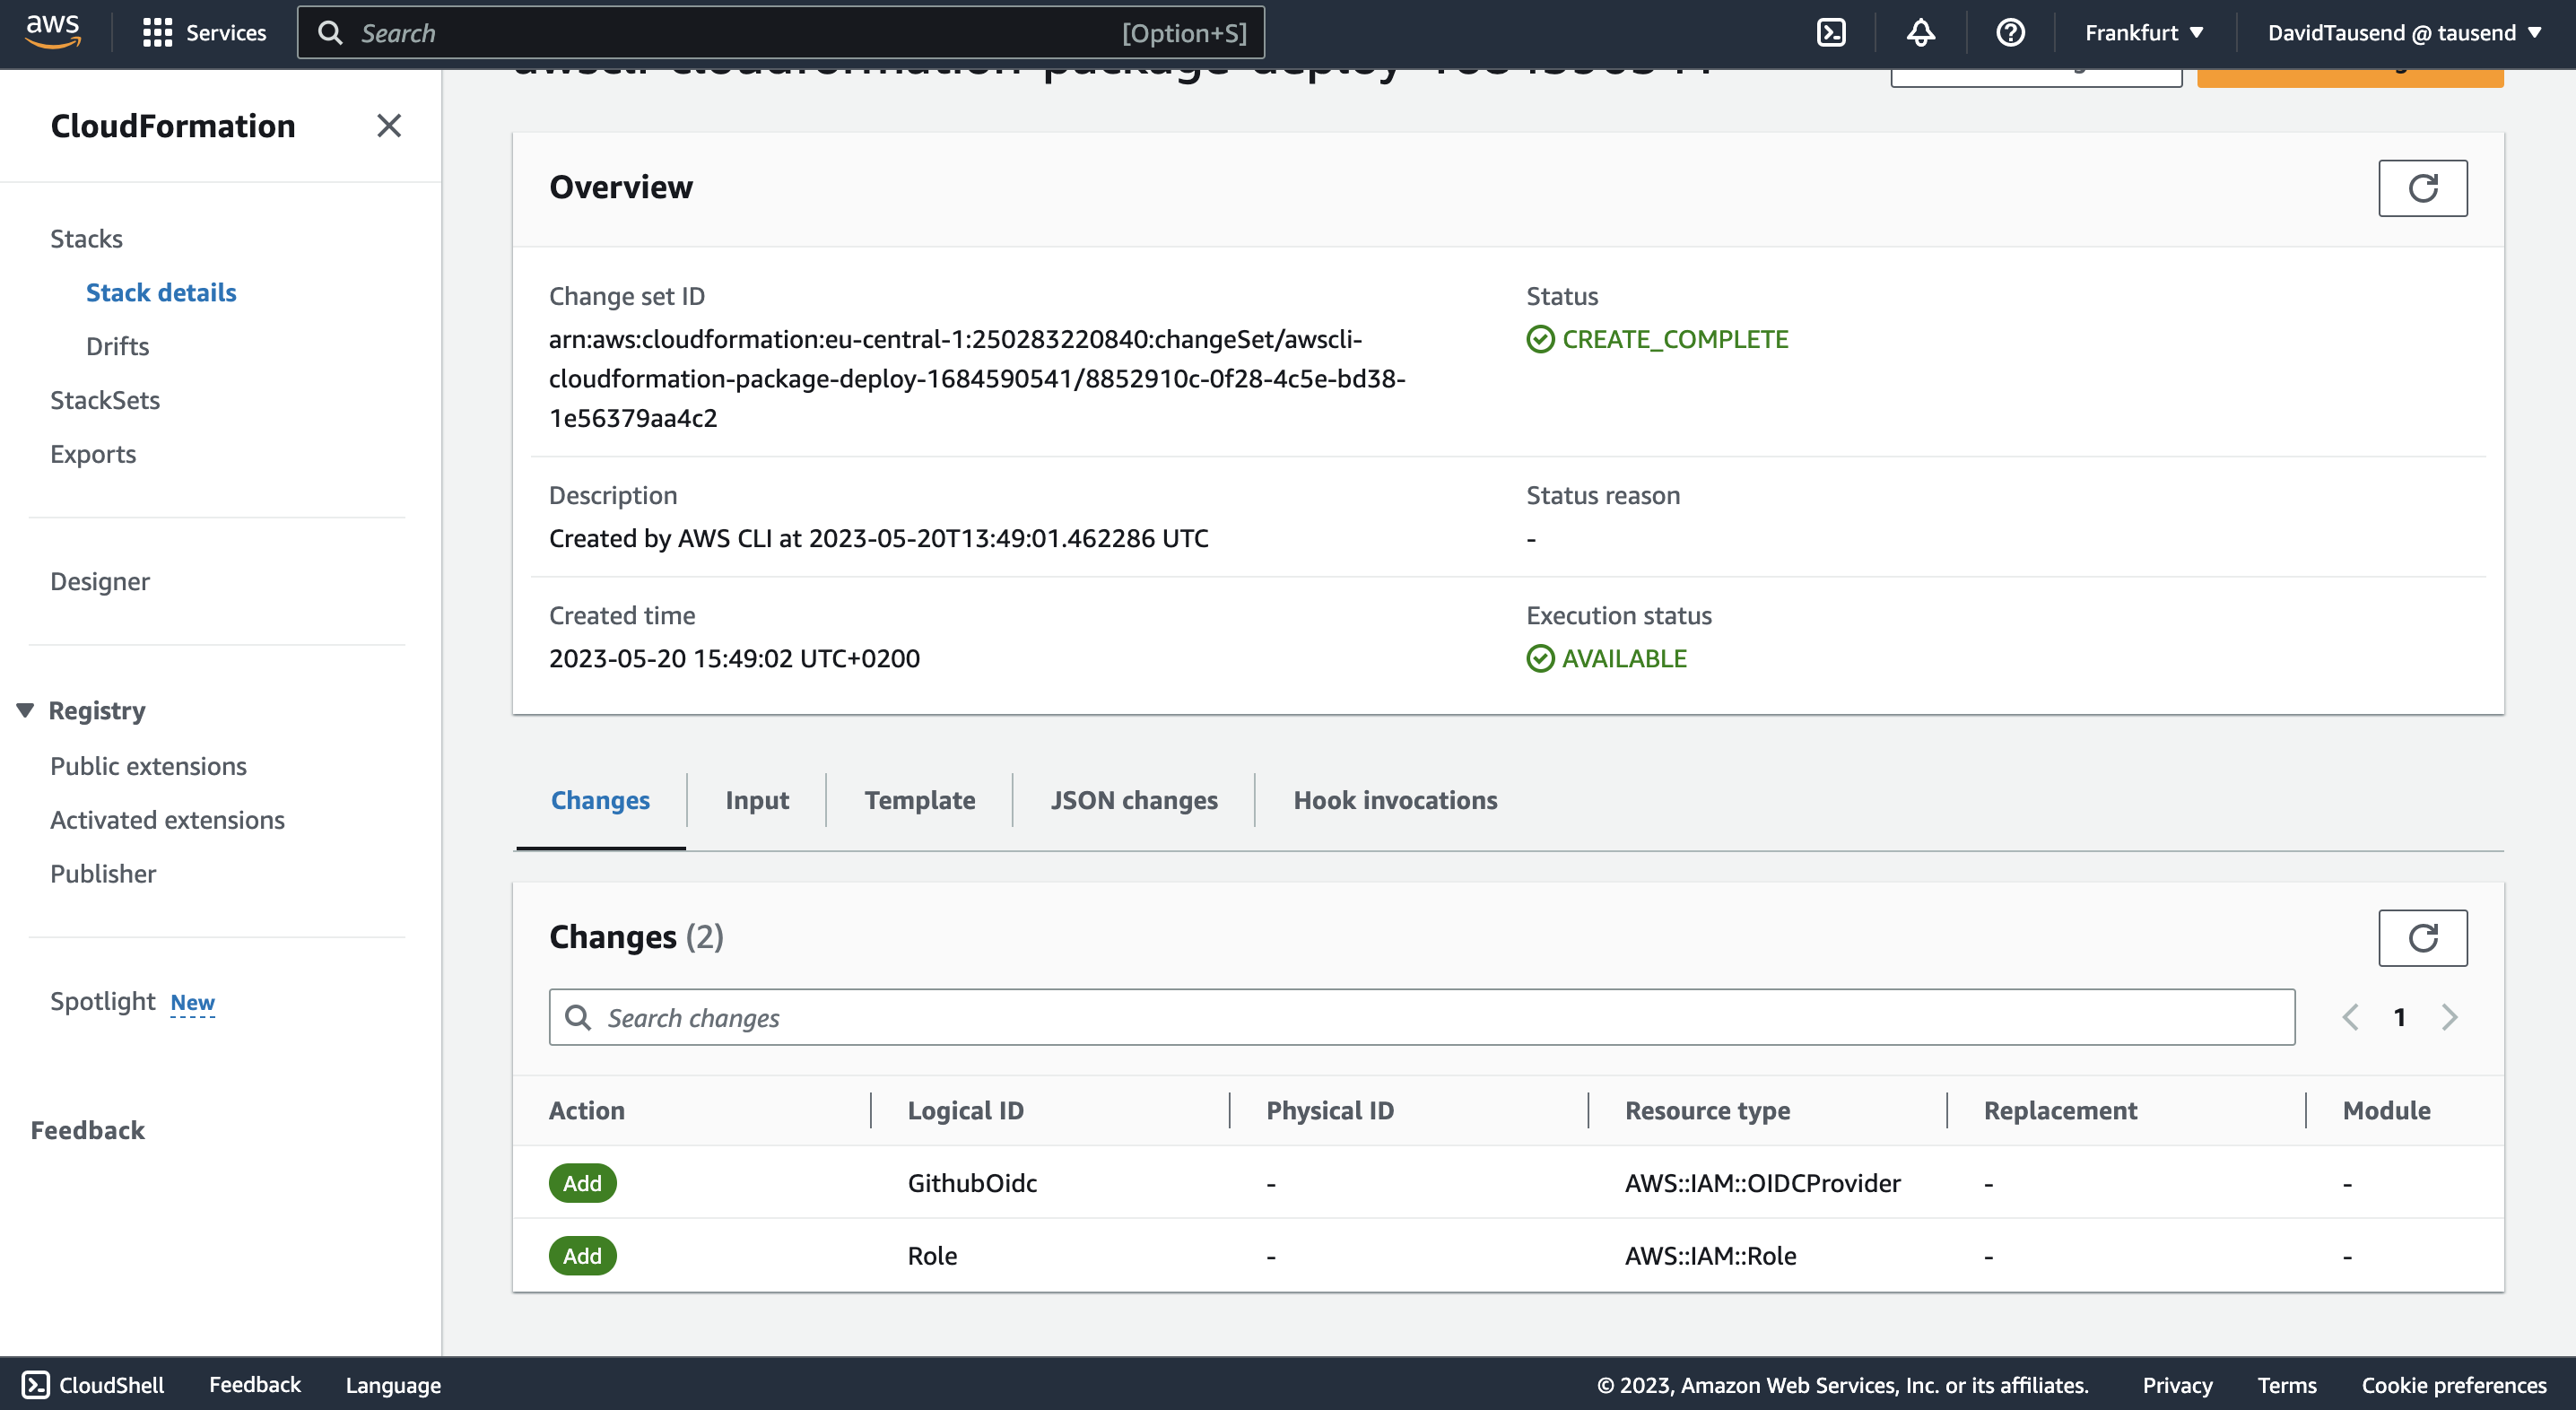 aws
Services
Search
[Option+S]
Frankfurt
DavidTausend @ tausend
CloudFormation
Stacks
Stack details
Drifts
StackSets
Exports
Designer
Registry
Public extensions
Activated extensions
Publisher
Spotlight New
Feedback
Overview
Change set ID
arn:aws:cloudformation:eu-central-1:250283220840:changeSet/awscli-
cloudformation-package-deploy-1684590541/8852910c-0f28-4c5e-bd38-
1e56379aa4c2
Status
CREATE_COMPLETE
Description
Created by AWS CLI at 2023-05-20T13:49:01.462286 UTC
Status reason
-
Created time
2023-05-20 15:49:02 UTC+0200
Execution status
AVAILABLE
Changes
Input
Template
JSON changes
Hook invocations
Changes (2)
Search changes
1
Action Logical ID Physical ID Resource type Replacement Module
Add GithubOidc - AWS::IAM::OIDCProvider - -
Add Role - AWS::IAM::Role - -
CloudShell Feedback Language © 2023, Amazon Web Services, Inc. or its affiliates. Privacy Terms Cookie preferences